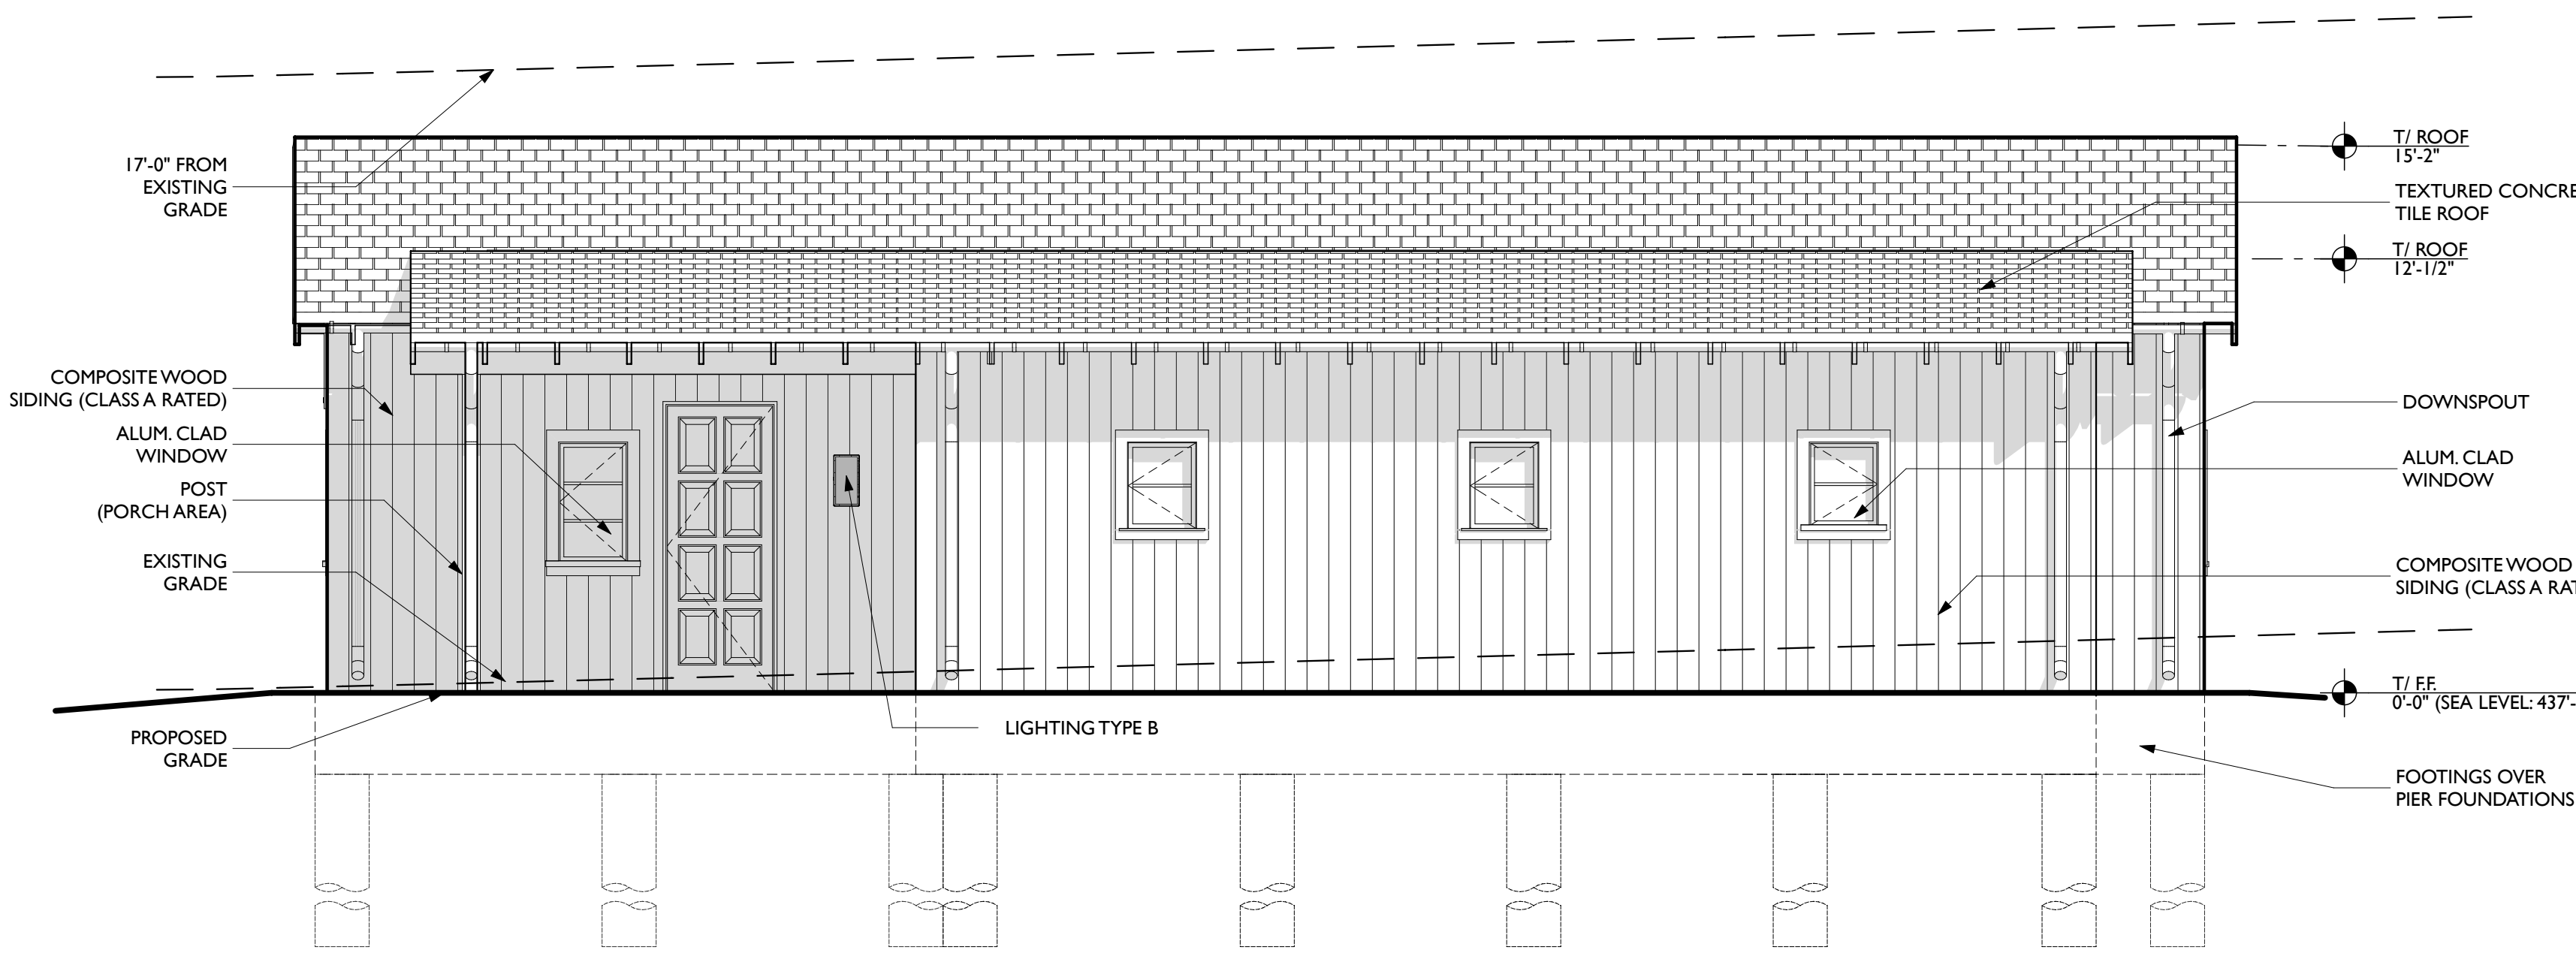 17'-0" FROM
EXISTING
GRADE
COMPOSITE WOOD
SIDING (CLASS A RATED)
ALUM. CLAD
WINDOW
POST
(PORCH AREA)
EXISTING
GRADE
PROPOSED
GRADE
LIGHTING TYPE B
T/ ROOF
15'-2"
TEXTURED CONCRE
TILE ROOF
T/ ROOF
12'-1/2"
DOWNSPOUT
ALUM. CLAD
WINDOW
COMPOSITE WOOD
SIDING (CLASS A RAT
T/ F.F.
0'-0" (SEA LEVEL: 437'-
FOOTINGS OVER
PIER FOUNDATIONS